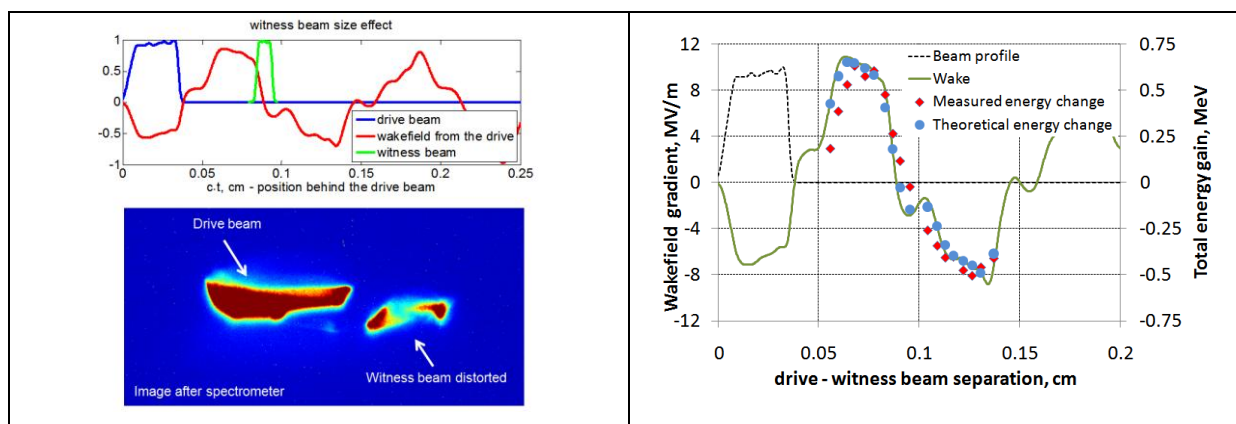 witness beam size effect
1
0.5
0
-0.5
-1
0 0.05 0.1 0.15 0.2 0.25
drive beam
wakefield from the drive
witness beam
c·t, cm - position behind the drive beam
Drive beam
Witness beam distorted
Image after spectrometer
12
8
4
0
-4
-8
-12
Wakefield gradient, MV/m
Beam profile
Wake
Measured energy change
Theoretical energy change
0.75
0.5
0.25
0
-0.25
-0.5
-0.75
Total energy gain, MeV
0 0.05 0.1 0.15 0.2
drive - witness beam separation, cm